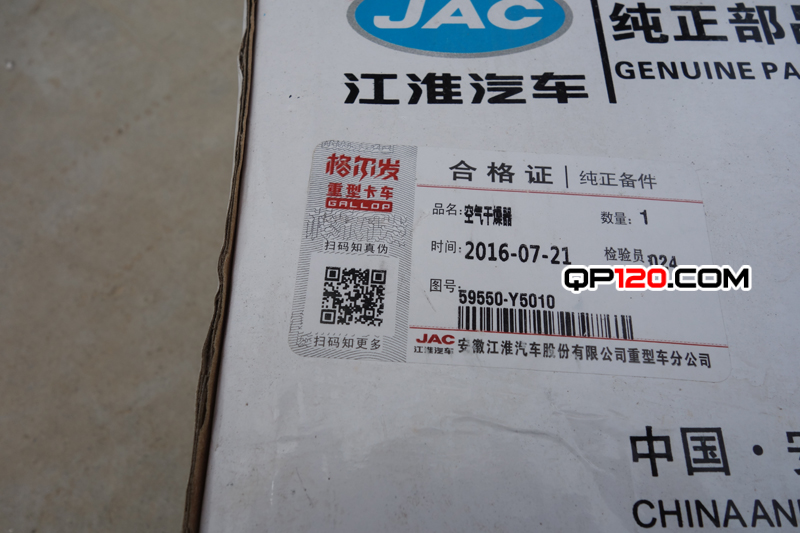 JAC
江淮汽车
纯正部品
GENUINE PA
格尔发
重型卡车
GALLOP
扫码知真伪
扫码知更多
合格证 | 纯正备件
品名: 空气干燥器
数量: 1
时间: 2016-07-21
检验员 024
QP120.COM
图号: 59550-Y5010
JAC
江淮汽车
安徽江淮汽车股份有限公司重型车分公司
中国·安
CHINAAN